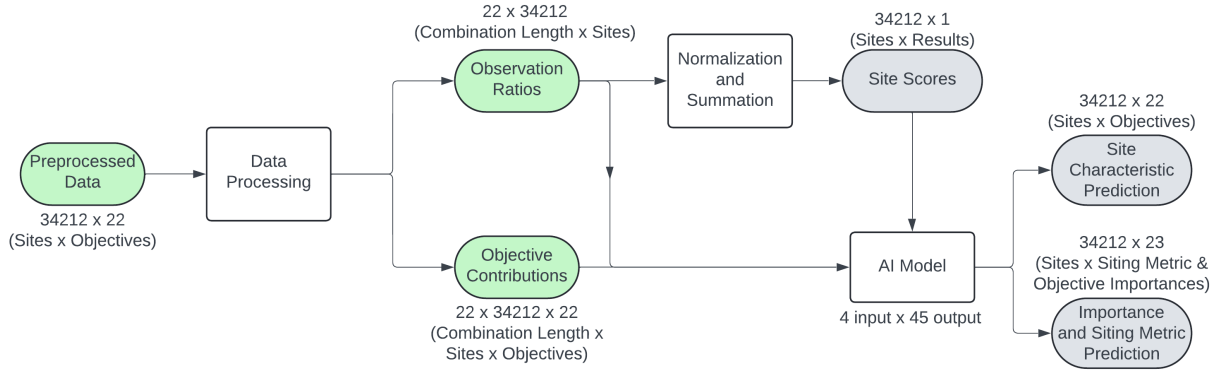 22 x 34212
(Combination Length x Sites)
Observation
Ratios
Normalization
and
Summation
34212 x 1
(Sites x Results)
Site Scores
Preprocessed
Data
34212 x 22
(Sites x Objectives)
Data
Processing
Objective
Contributions
22 x 34212 x 22
(Combination Length x
Sites x Objectives)
AI Model
4 input x 45 output
34212 x 22
(Sites x Objectives)
Site
Characteristic
Prediction
34212 x 23
(Sites x Siting Metric &
Objective Importances)
Importance
and Siting Metric
Prediction